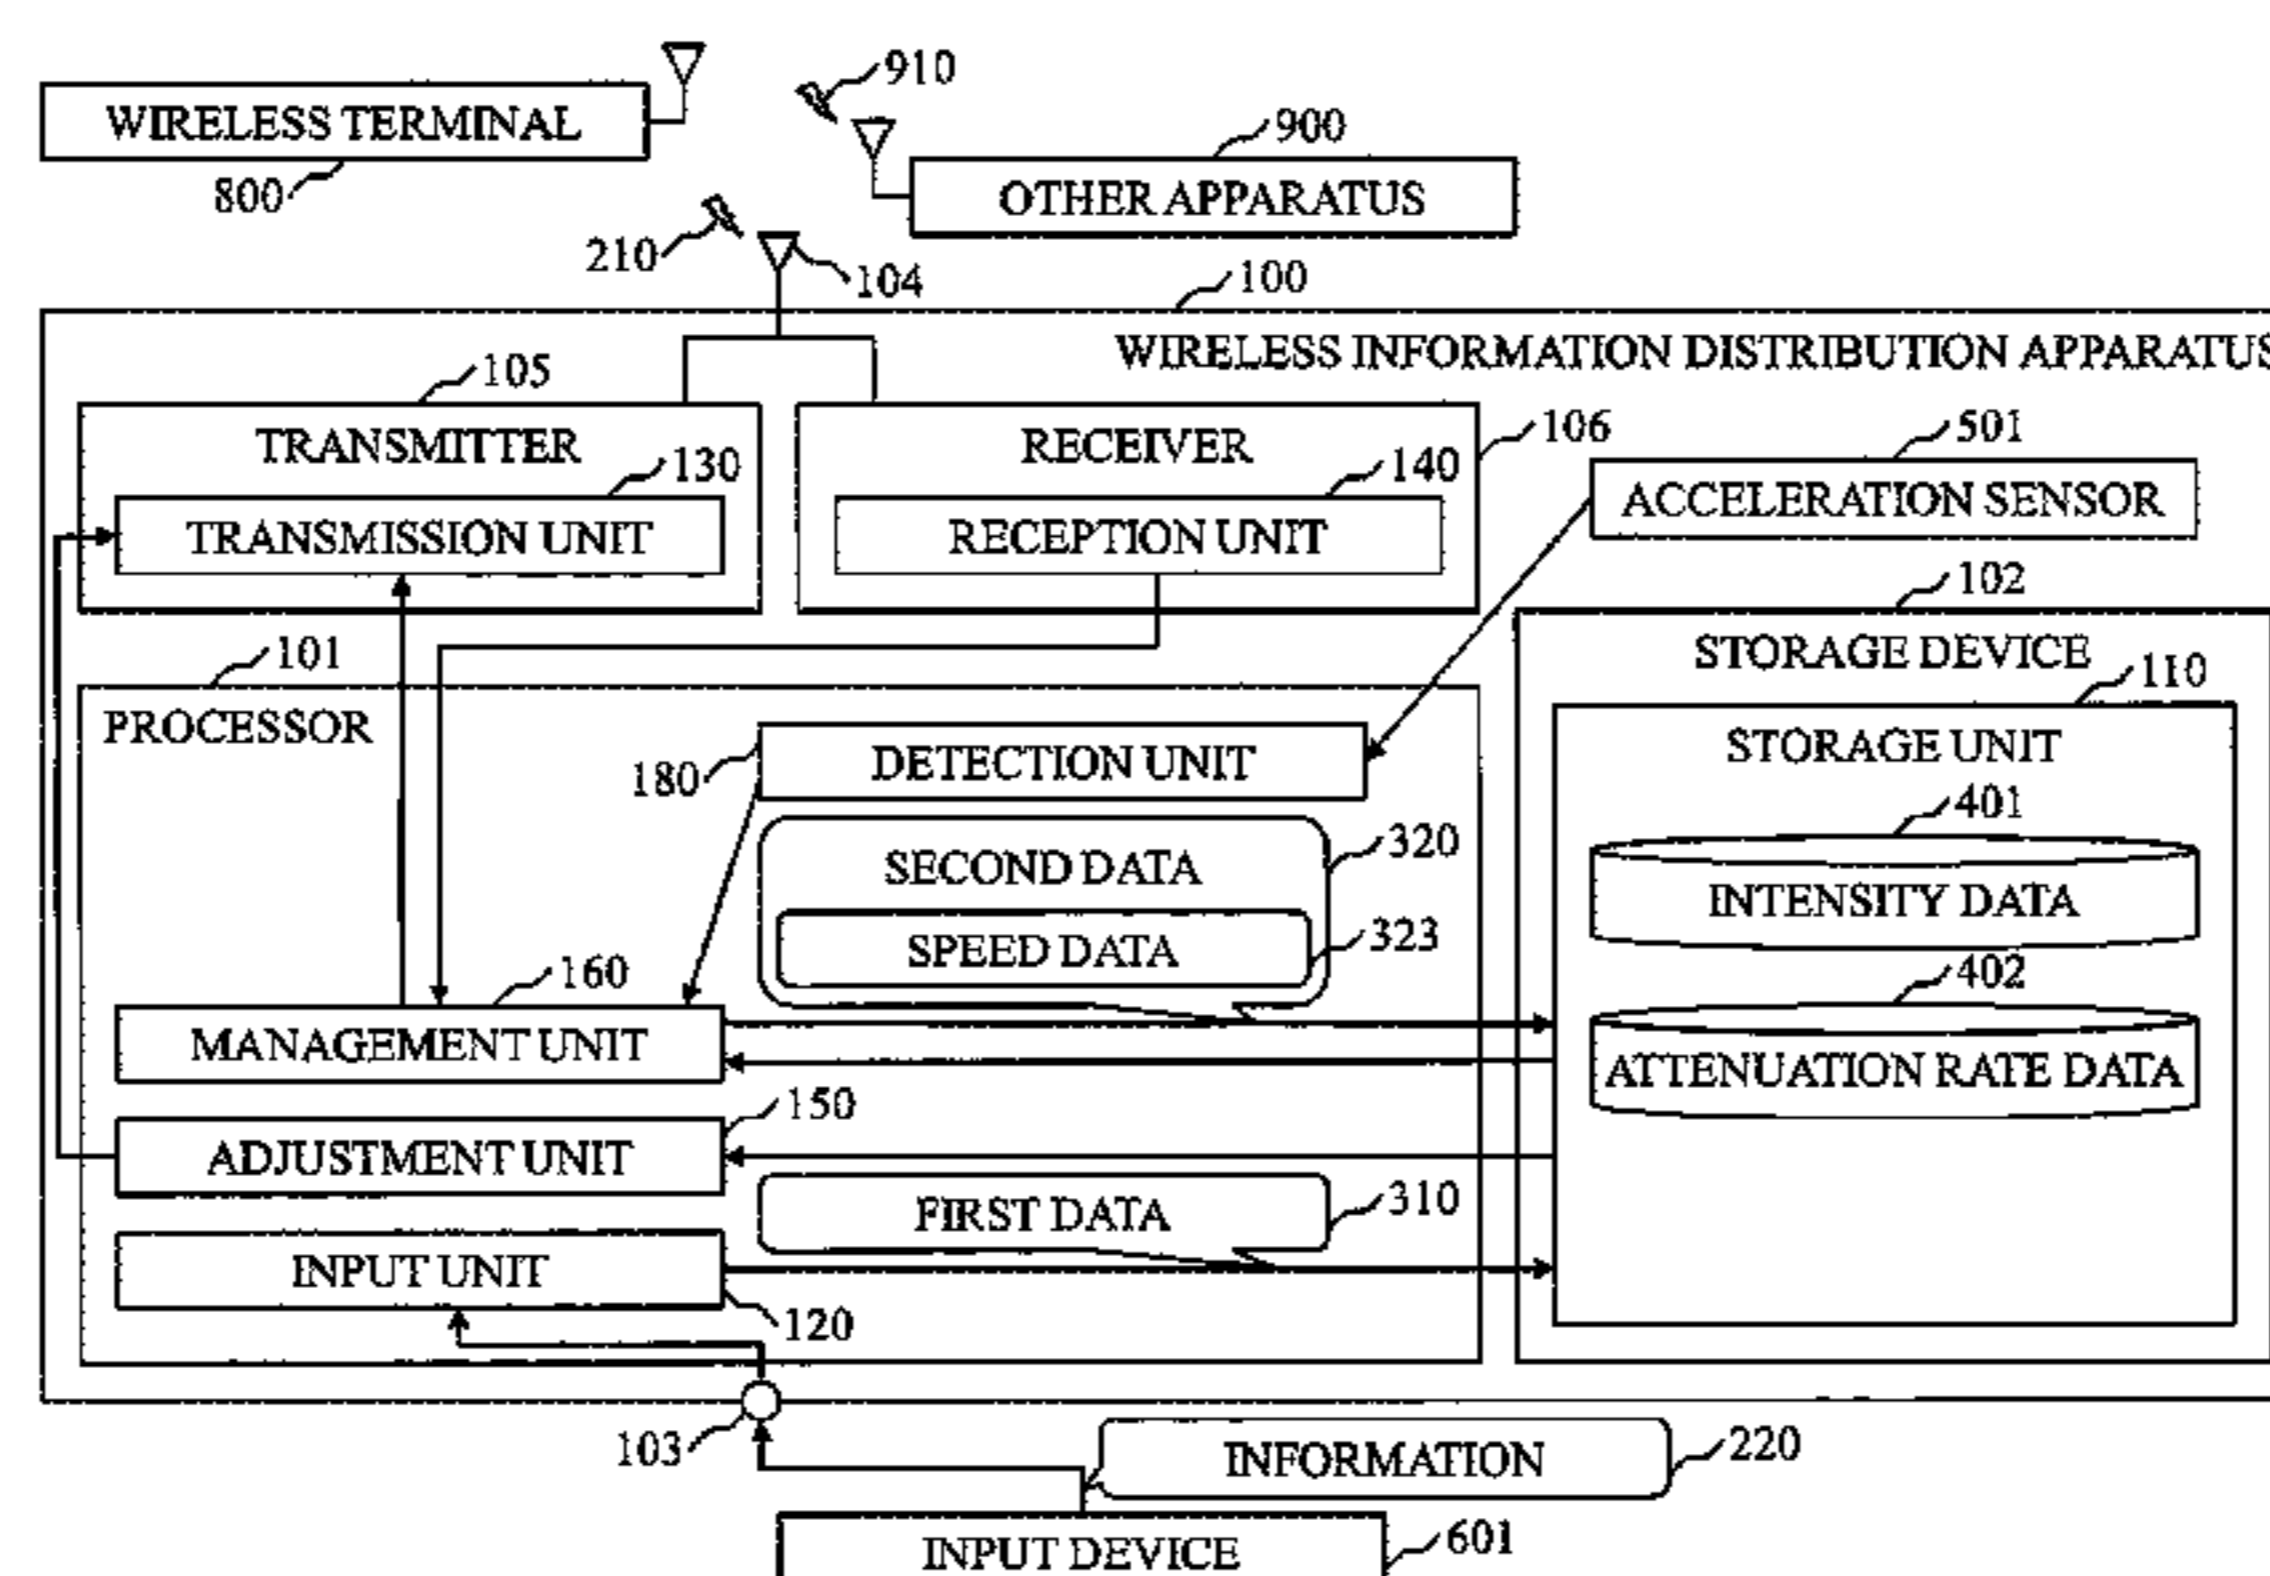 910
WIRELESS TERMINAL
900
800
OTHER APPARATUS
210
104
100
WIRELESS INFORMATION DISTRIBUTION APPARATUS
105
TRANSMITTER
130
TRANSMISSION UNIT
RECEIVER
106
140
RECEPTION UNIT
501
ACCELERATION SENSOR
102
STORAGE DEVICE
110
STORAGE UNIT
401
INTENSITY DATA
402
ATTENUATION RATE DATA
101
PROCESSOR
180
DETECTION UNIT
320
SECOND DATA
323
SPEED DATA
160
MANAGEMENT UNIT
150
ADJUSTMENT UNIT
310
FIRST DATA
INPUT UNIT
120
103
INFORMATION
220
INPUT DEVICE
601